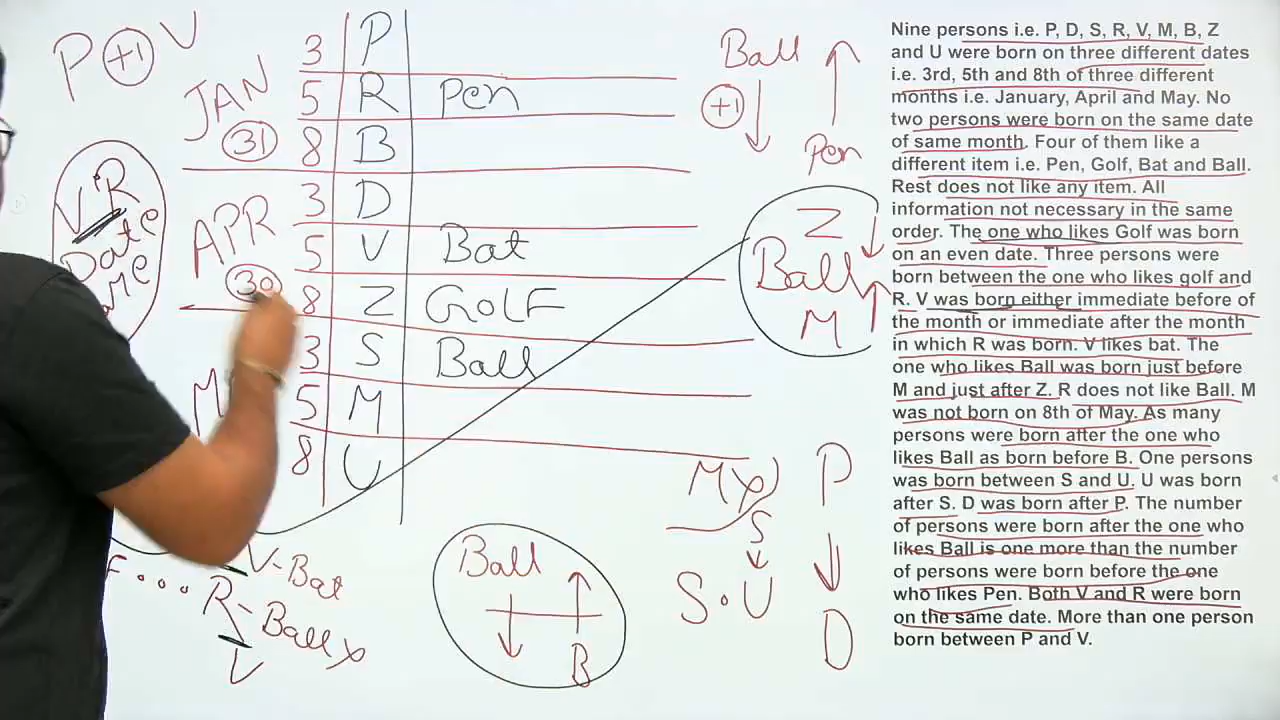 P +1 V
JAN
31
3 P
5 R Pen
8 B
APR
30
3 D
5 V Bat
8 Z GOLF
3 S Ball
M 5 M
8 U
V R
Date
Ball
+1
Pen
Z
Ball
M
V-Bat
R-Ball x
V
Ball
B
S
S . U
P
D
Nine persons i.e. P, D, S, R, V, M, B, Z
and U were born on three different dates
i.e. 3rd, 5th and 8th of three different
months i.e. January, April and May. No
two persons were born on the same date
of same month. Four of them like a
different item i.e. Pen, Golf, Bat and Ball.
Rest does not like any item. All
information not necessary in the same
order. The one who likes Golf was born
on an even date. Three persons were
born between the one who likes golf and
R. V was born either immediate before of
the month or immediate after the month
in which R was born. V likes bat. The
one who likes Ball was born just before
M and just after Z. R does not like Ball. M
was not born on 8th of May. As many
persons were born after the one who
likes Ball as born before B. One persons
was born between S and U. U was born
after S. D was born after P. The number
of persons were born after the one who
likes Ball is one more than the number
of persons were born before the one
who likes Pen. Both V and R were born
on the same date. More than one person
born between P and V.